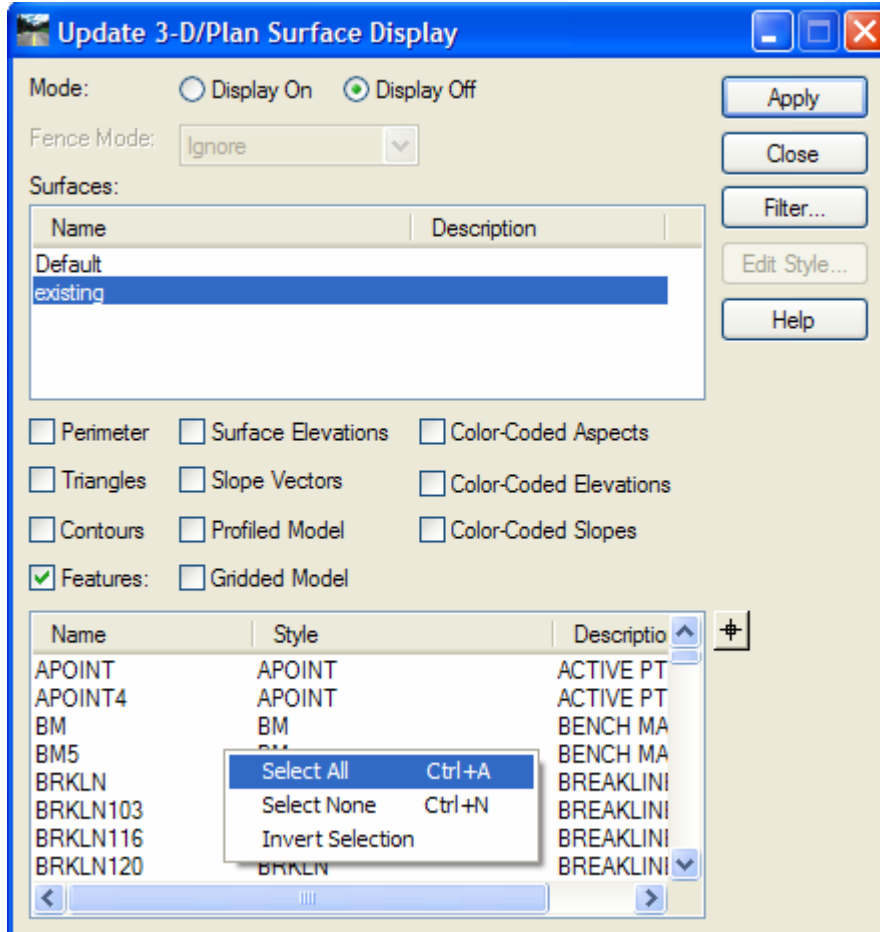 Update 3-D/Plan Surface Display
Mode: Display On Display Off
Apply
Fence Mode: Ignore
Close
Surfaces:
Filter...
Name Description
Default
Edit Style...
existing
Help
Perimeter Surface Elevations Color-Coded Aspects
Triangles Slope Vectors Color-Coded Elevations
Contours Profiled Model Color-Coded Slopes
Features: Gridded Model
Name Style Descriptio
APOINT APOINT ACTIVE PT
APOINT4 APOINT ACTIVE PT
BM BM BENCH MA
BM5 BENCH MA
Select All Ctrl+A
BRKLN BREAKLIN
Select None Ctrl+N
BRKLN103 BREAKLIN
Invert Selection
BRKLN116 BREAKLIN
BRKLN120 BRKLN BREAKLIN